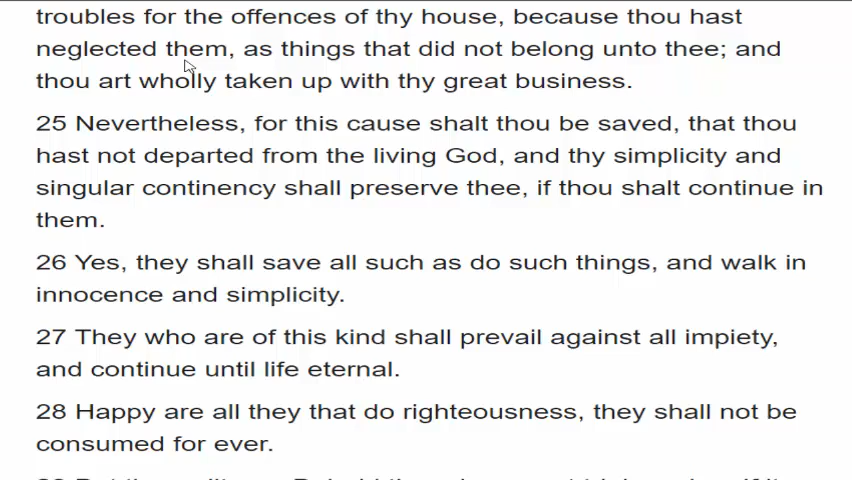 troubles for the offences of thy house, because thou hast
neglected them, as things that did not belong unto thee; and
thou art wholly taken up with thy great business.
25 Nevertheless, for this cause shalt thou be saved, that thou
hast not departed from the living God, and thy simplicity and
singular continency shall preserve thee, if thou shalt continue in
them.
26 Yes, they shall save all such as do such things, and walk in
innocence and simplicity.
27 They who are of this kind shall prevail against all impiety,
and continue until life eternal.
28 Happy are all they that do righteousness, they shall not be
consumed for ever.